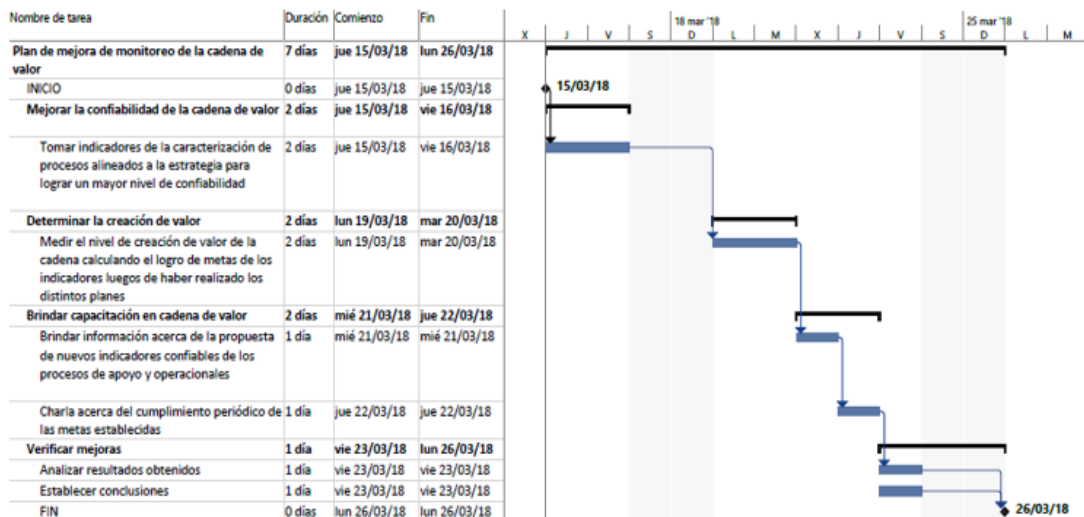 Nombre de tarea Duración Comienzo Fin
18 mar '18 25 mar '18
X J V S D L M X J V S D L M
Plan de mejora de monitoreo de la cadena de 7 días jue 15/03/18 lun 26/03/18
valor
INICIO 0 días jue 15/03/18 jue 15/03/18 15/03/18
Mejorar la confiabilidad de la cadena de valor 2 días jue 15/03/18 vie 16/03/18
Tomar indicadores de la caracterización de 2 días jue 15/03/18 vie 16/03/18
procesos alineados a la estrategia para
lograr un mayor nivel de confiabilidad
Determinar la creación de valor 2 días lun 19/03/18 mar 20/03/18
Medir el nivel de creación de valor de la 2 días lun 19/03/18 mar 20/03/18
cadena calculando el logro de metas de los
indicadores luegos de haber realizado los
distintos planes
Brindar capacitación en cadena de valor 2 días mié 21/03/18 jue 22/03/18
Brindar información acerca de la propuesta 1 día mié 21/03/18 mié 21/03/18
de nuevos indicadores confiables de los
procesos de apoyo y operacionales
Charla acerca del cumplimiento periódico de 1 día jue 22/03/18 jue 22/03/18
las metas establecidas
Verificar mejoras 1 día vie 23/03/18 lun 26/03/18
Analizar resultados obtenidos 1 día vie 23/03/18 vie 23/03/18
Establecer conclusiones 1 día vie 23/03/18 vie 23/03/18
FIN 0 días lun 26/03/18 lun 26/03/18 26/03/18